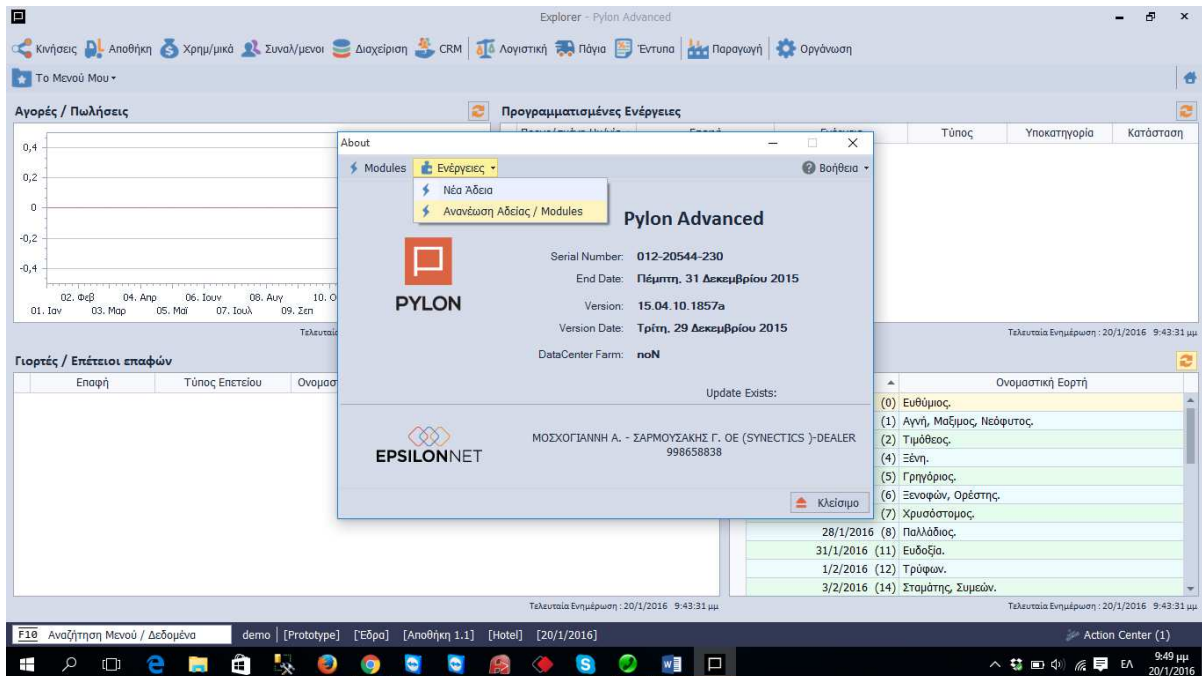 Explorer - Pylon Advanced
Κινήσεις Αποθήκη Χρημ/μικά Συναλ/μενοι Διαχείριση CRM Λογιστική Πάγια Έντυπα Παραγωγή Οργάνωση
Το Μενού Μου
Αγορές / Πωλήσεις
Προγραμματισμένες Ενέργειες
Τύπος Υποκατηγορία Κατάσταση
0,4
0,2
0
-0,2
-0,4
02. Φεβ 04. Απρ 06. Ιουν 08. Αυγ 10. Ο
01. Ιαν 03. Μαρ 05. Μαϊ 07. Ιουλ 09. Σεπ
Τελευταία Ενημέρωση : 20/1/2016 9:43:31 μμ
About
Modules Ενέργειες Βοήθεια
Νέα Άδεια
Ανανέωση Αδείας / Modules
Pylon Advanced
PYLON
Serial Number: 012-20544-230
End Date: Πέμπτη, 31 Δεκεμβρίου 2015
Version: 15.04.10.1857a
Version Date: Τρίτη, 29 Δεκεμβρίου 2015
DataCenter Farm: noN
Update Exists:
EPSILONNET
ΜΟΣΧΟΓΙΑΝΝΗ Α. - ΣΑΡΜΟΥΣΑΚΗΣ Γ. ΟΕ (SYNECTICS )-DEALER
998658838
Κλείσιμο
Γιορτές / Επέτειοι επαφών
Επαφή Τύπος Επετείου Ονομασ
Ονομαστική Εορτή
(0) Ευθύμιος.
(1) Αγνή, Μαξιμος, Νεόφυτος.
(2) Τιμόθεος.
(4) Ξένη.
(5) Γρηγόριος.
(6) Ξενοφών, Ορέστης.
(7) Χρυσόστομος.
28/1/2016 (8) Παλλάδιος.
31/1/2016 (11) Ευδοξία.
1/2/2016 (12) Τρύφων.
3/2/2016 (14) Σταμάτης, Συμεών.
Τελευταία Ενημέρωση : 20/1/2016 9:43:31 μμ
Τελευταία Ενημέρωση : 20/1/2016 9:43:31 μμ
F10 Αναζήτηση Μενού / Δεδομένα demo [Prototype] [Έδρα] [Αποθήκη 1.1] [Hotel] [20/1/2016] Action Center (1)
ΕΛ 9:49 μμ
20/1/2016